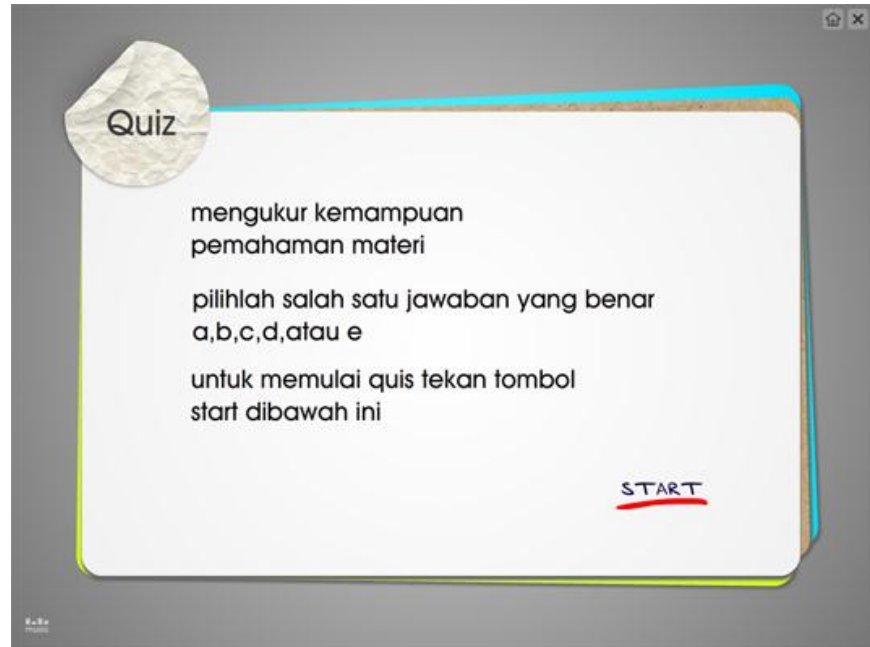 Quiz
mengukur kemampuan
pemahaman materi
pilihlah salah satu jawaban yang benar
a,b,c,d,atau e
untuk memulai quis tekan tombol
start dibawah ini
START